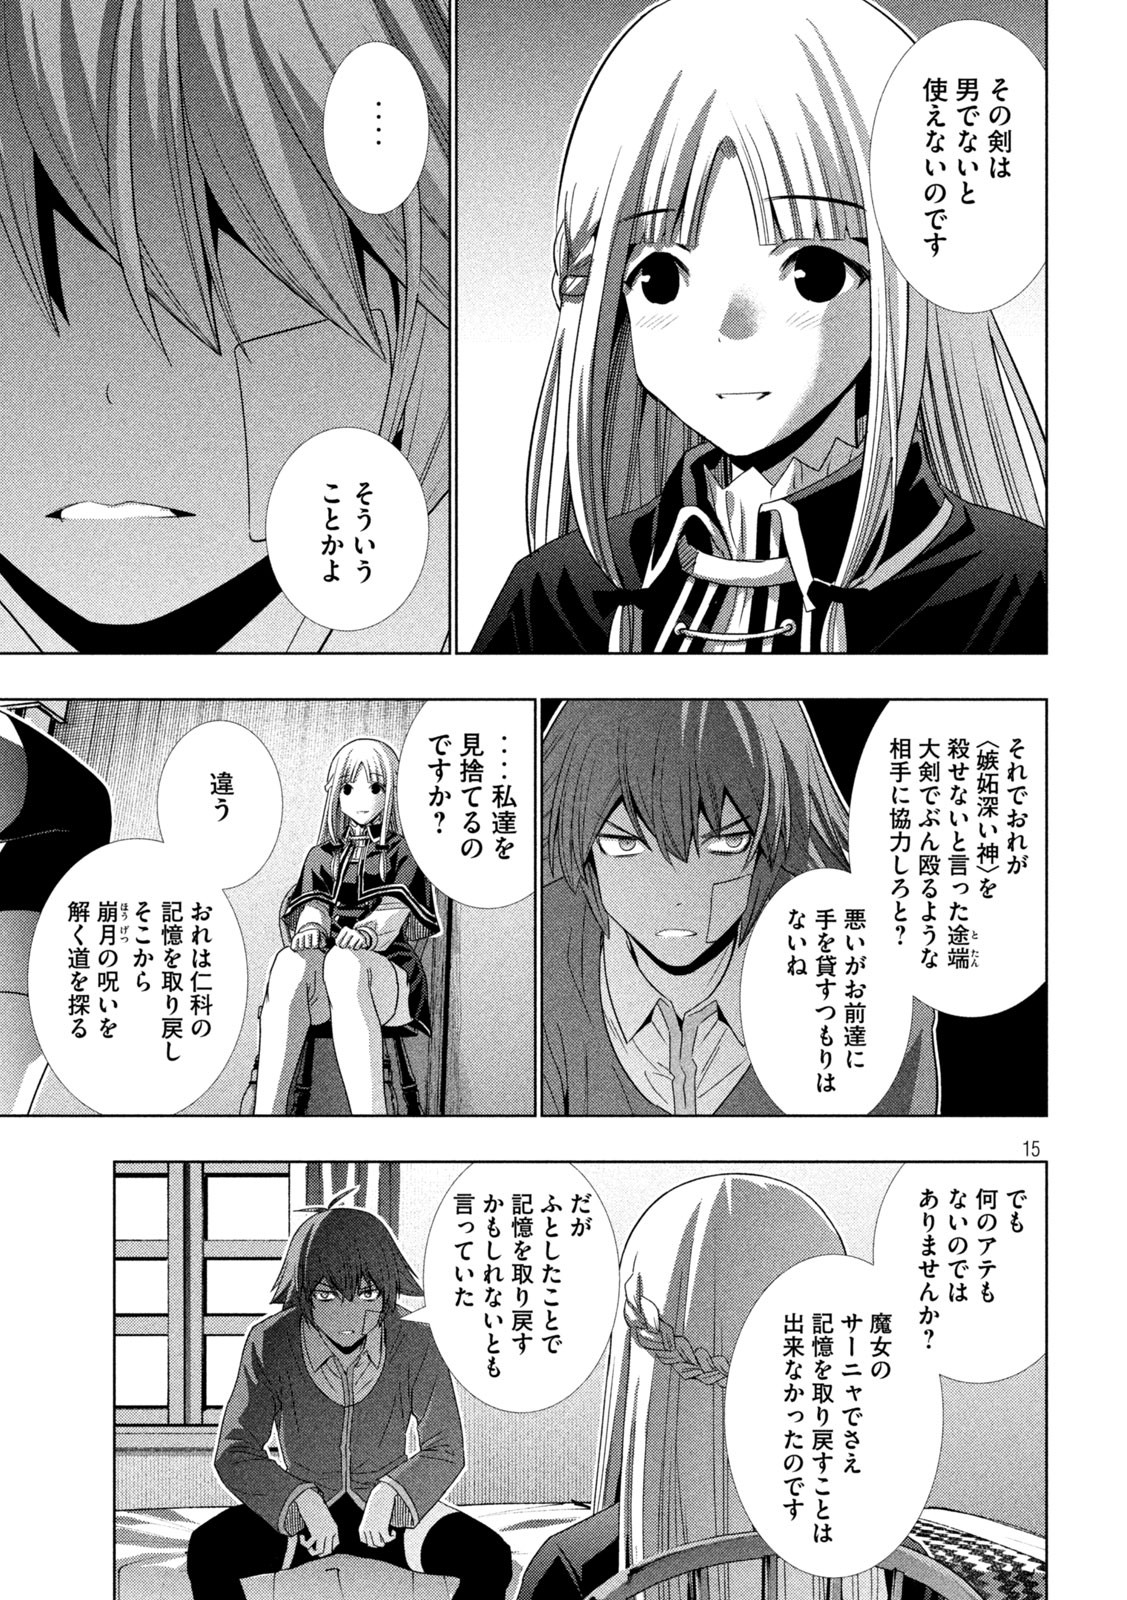 その剣は
男でないと
使えないのです
‥‥
そういう
ことかよ
それでおれが
〈嫉妬深い神〉を
殺せないと言った途端
とたん
大剣でぶん殴るような
相手に協力しろと?
悪いがお前達に
手を貸すつもりは
ないね
‥‥私達を
見捨てるの
ですか?
違う
おれは仁科の
記憶を取り戻し
そこから
崩月の呪いを
ほうげつ
解く道を探る
15
でも
何のアテも
ないのでは
ありませんか?
魔女の
サーニャでさえ
記憶を取り戻すことは
出来なかったのです
だが
ふとしたことで
記憶を取り戻す
かもしれないとも
言っていた